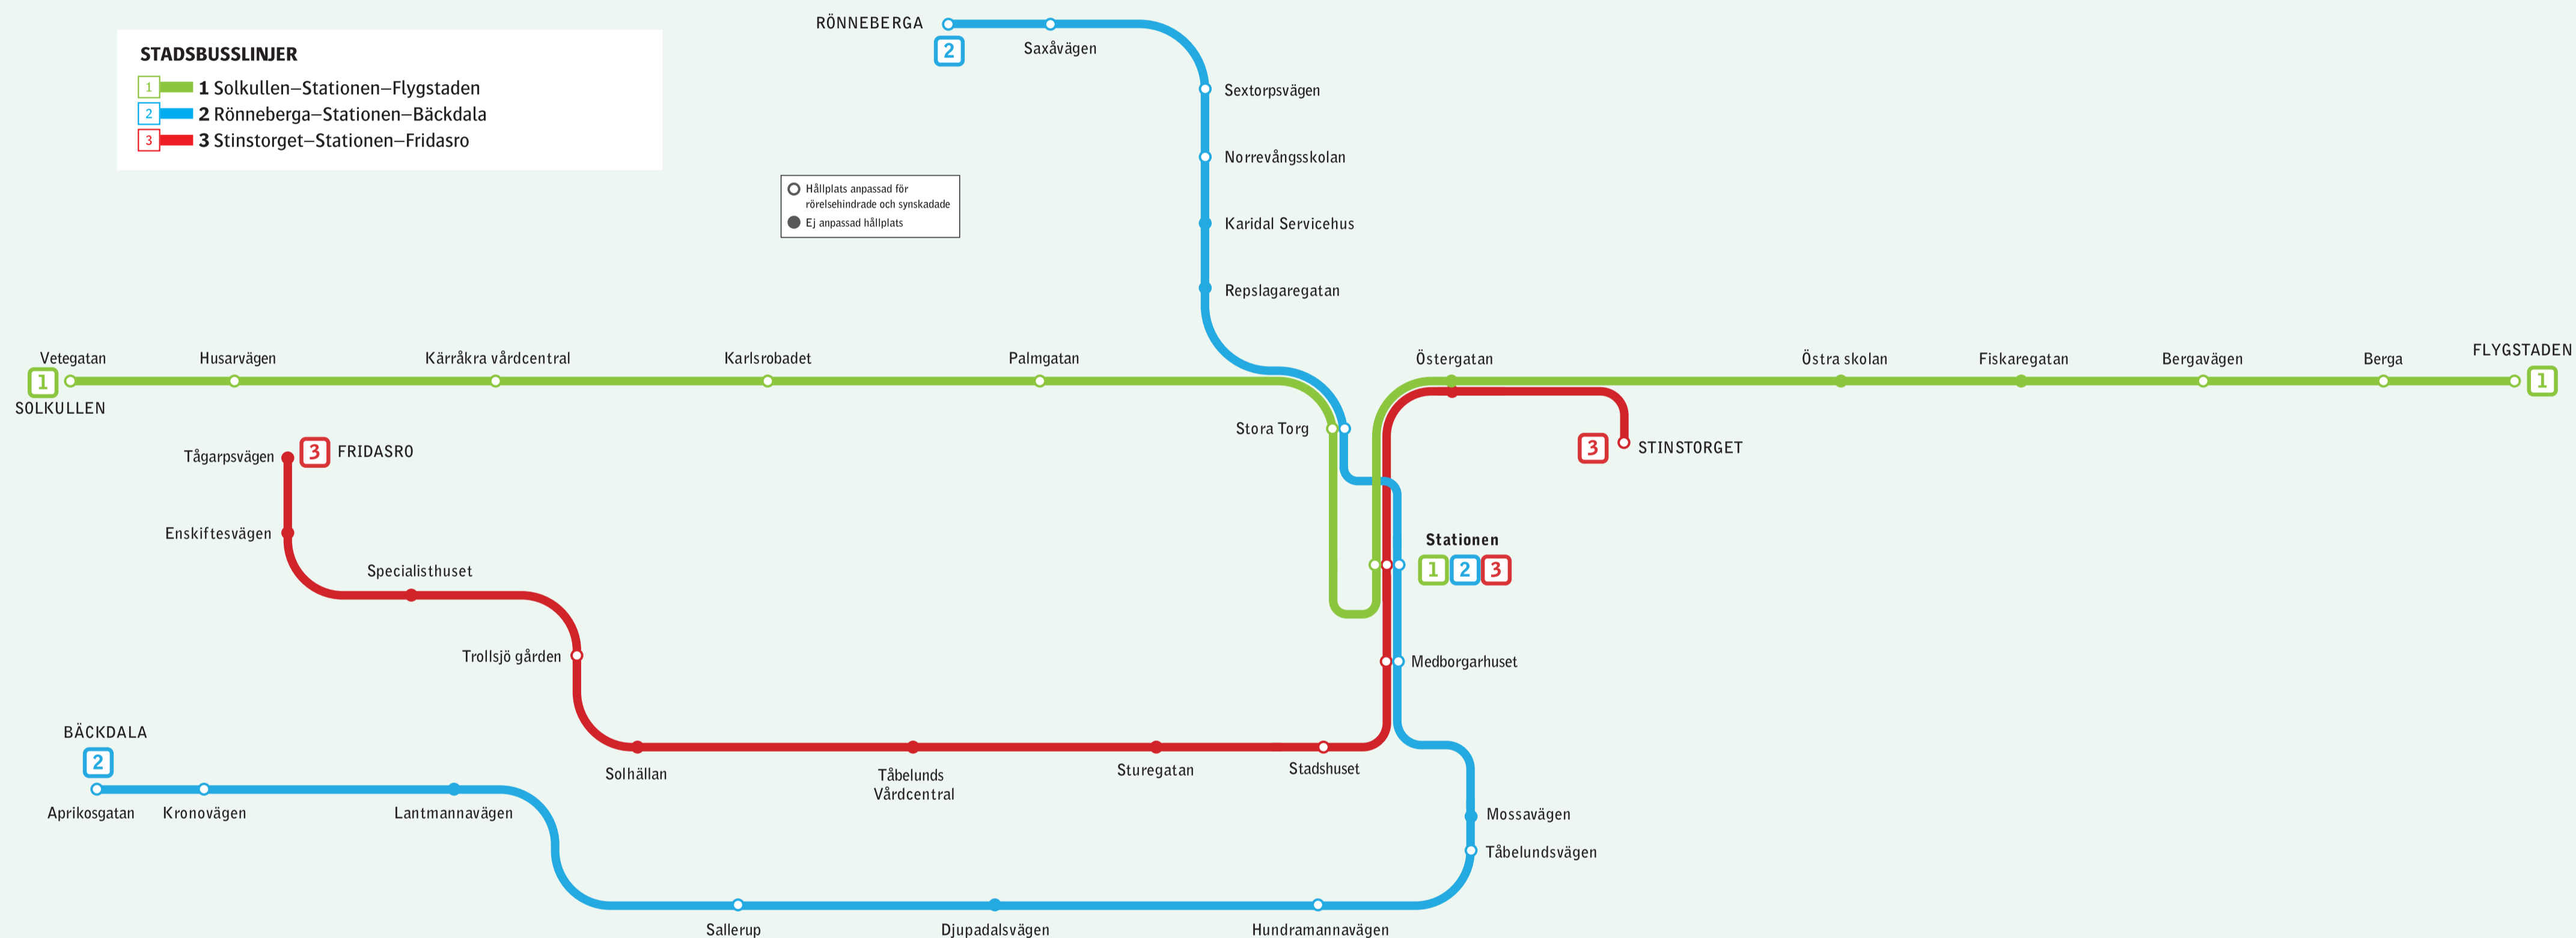 STADSBUSSLINJER
1 1 Solkullen–Stationen–Flygstaden
2 2 Rönneberga–Stationen–Bäckdala
3 3 Stinstorget–Stationen–Fridasro
Hållplats anpassad för
rörelsehindrade och synskadade
Ej anpassad hållplats
RÖNNEBERGA
2
Saxåvägen
Sextorpsvägen
Norrevångsskolan
Karidal Servicehus
Repslagaregatan
Vetegatan
Husarvägen
Kärråkra vårdcentral
Karlsrobadet
Palmgatan
Östergatan
Östra skolan
Fiskaregatan
Bergavägen
Berga
FLYGSTADEN
1
1
SOLKULLEN
Stora Torg
3
STINSTORGET
Tågarpsvägen
3
FRIDASRO
Enskiftesvägen
Specialisthuset
Stationen
1 2 3
Trollsjö gården
Medborgarhuset
BÄCKDALA
2
Solhällan
Tåbelunds
Vårdcentral
Sturegatan
Stadshuset
Aprikosgatan
Kronovägen
Lantmannavägen
Mossavägen
Tåbelundsvägen
Sallerup
Djupadalsvägen
Hundramannavägen